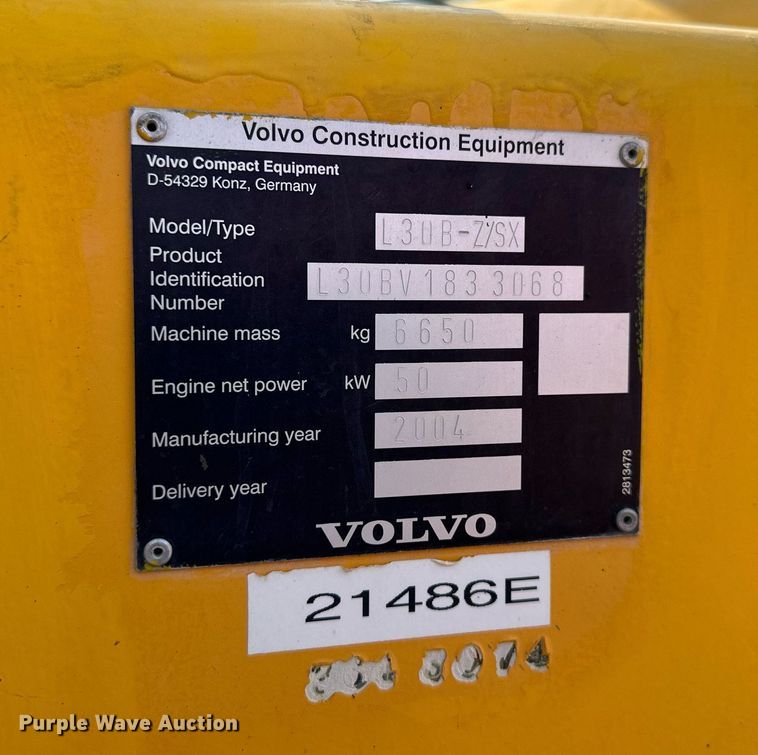 Volvo Construction Equipment
Volvo Compact Equipment
D-54329 Konz, Germany
Model/Type L30B-Z/SX
Product
Identification
Number L30BV1833068
Machine mass kg 6650
Engine net power kW 50
Manufacturing year 2004
Delivery year
2813473
VOLVO
21486E
Purple Wave Auction